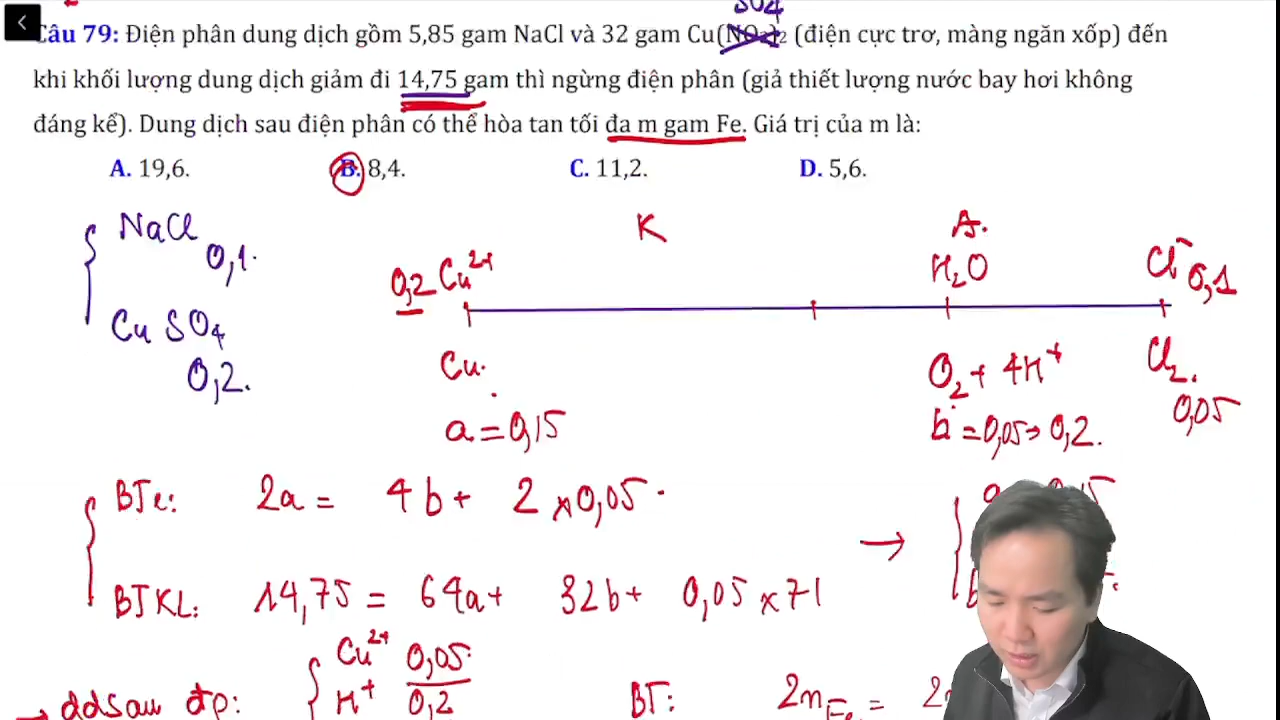 SO4
Câu 79: Điện phân dung dịch gồm 5,85 gam NaCl và 32 gam Cu(NO3)2 (điện cực trơ, màng ngăn xốp) đến
khi khối lượng dung dịch giảm đi 14,75 gam thì ngừng điện phân (giả thiết lượng nước bay hơi không
đáng kể). Dung dịch sau điện phân có thể hòa tan tối đa m gam Fe. Giá trị của m là:
A. 19,6. B. 8,4. C. 11,2. D. 5,6.
NaCl 0,1.
CuSO4 0,2.
K A.
0,2 Cu²⁺ H₂O Cl⁻ 0,1
Cu. O₂ + 4H⁺ Cl₂.
a = 0,15 b = 0,05 → 0,2. 0,05
BTe: 2a = 4b + 2 × 0,05.
→
BTKL: 14,75 = 64a + 32b + 0,05 × 71
Cu²⁺ 0,05.
→ dd sau đp: H⁺ 0,2 BT: 2nFe =